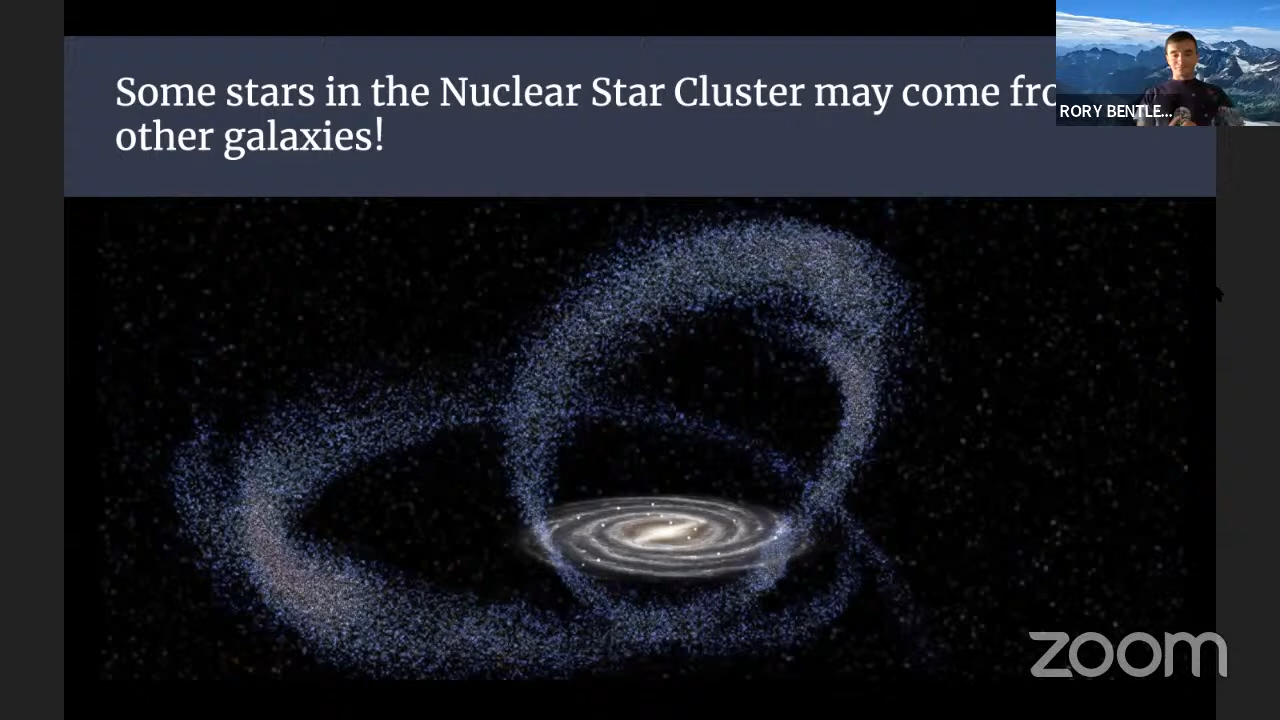 Some stars in the Nuclear Star Cluster may come fro
other galaxies!
RORY BENTLE...
zoom